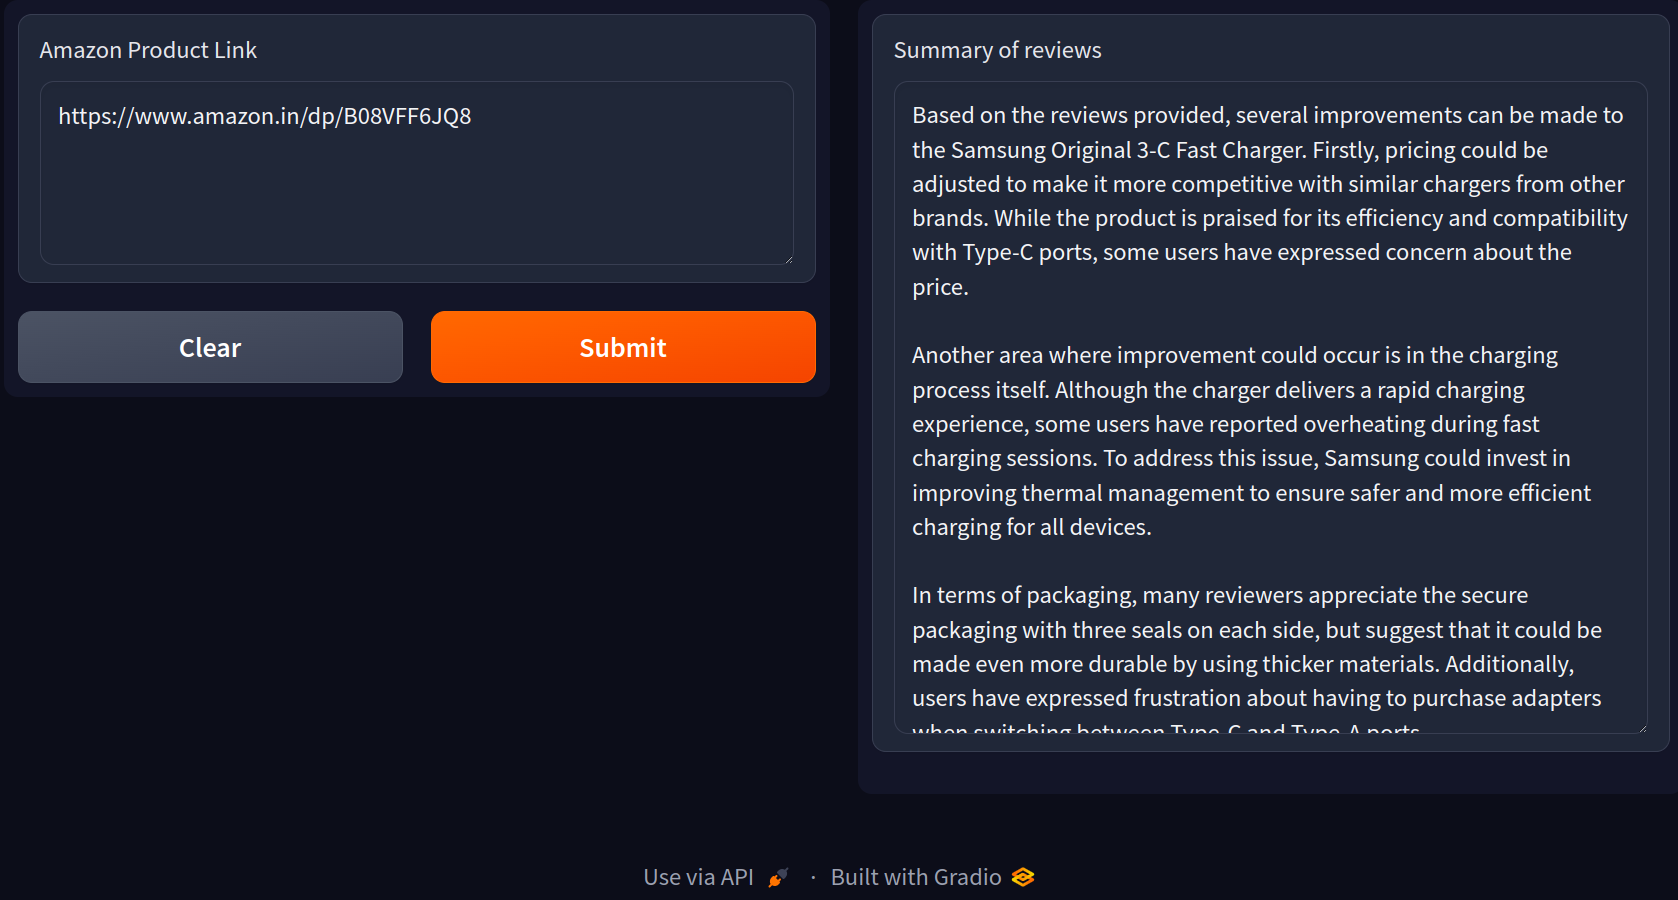 Amazon Product Link
https://www.amazon.in/dp/B08VFF6JQ8
Clear
Submit
Summary of reviews
Based on the reviews provided, several improvements can be made to
the Samsung Original 3-C Fast Charger. Firstly, pricing could be
adjusted to make it more competitive with similar chargers from other
brands. While the product is praised for its efficiency and compatibility
with Type-C ports, some users have expressed concern about the
price.
Another area where improvement could occur is in the charging
process itself. Although the charger delivers a rapid charging
experience, some users have reported overheating during fast
charging sessions. To address this issue, Samsung could invest in
improving thermal management to ensure safer and more efficient
charging for all devices.
In terms of packaging, many reviewers appreciate the secure
packaging with three seals on each side, but suggest that it could be
made even more durable by using thicker materials. Additionally,
users have expressed frustration about having to purchase adapters
when switching between Type-C and Type-A ports.
Use via API · Built with Gradio